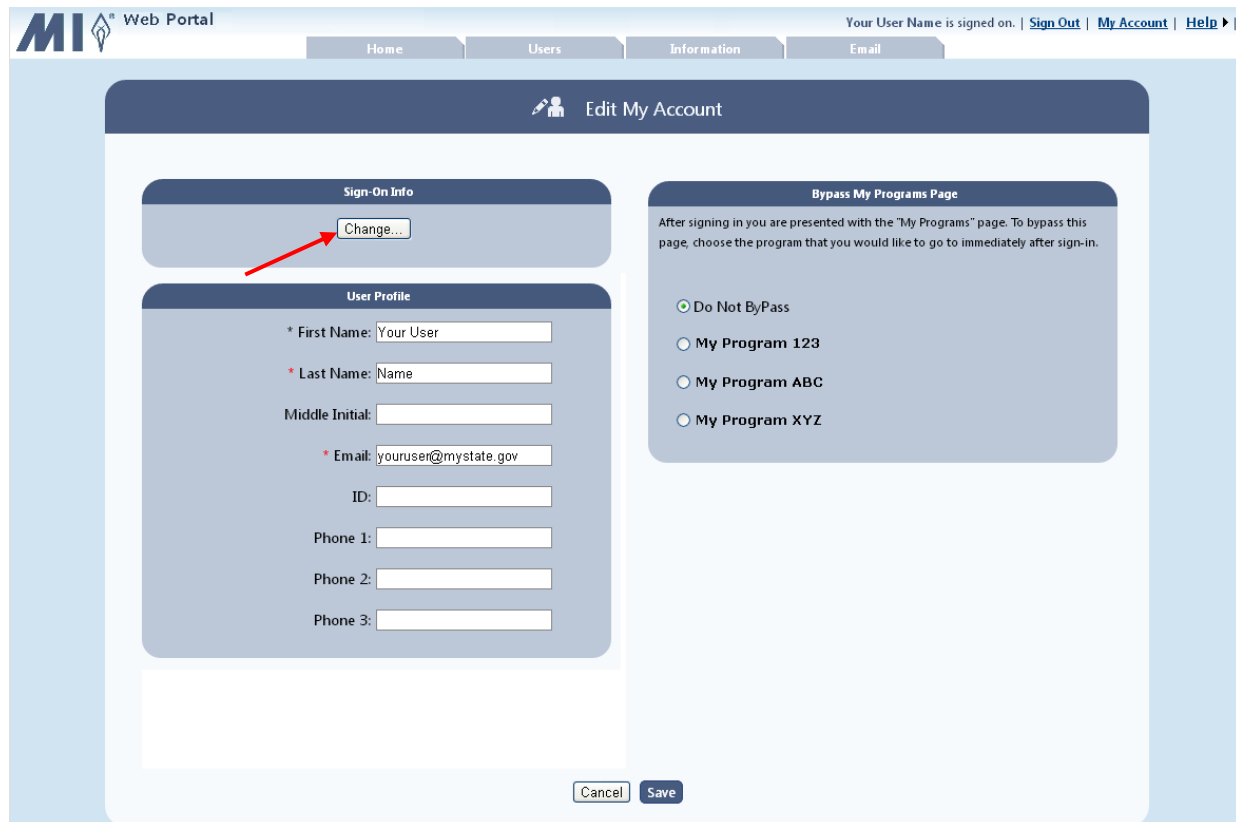 MI® Web Portal
Your User Name is signed on. | Sign Out | My Account | Help |
Home Users Information Email
Edit My Account
Sign-On Info
Change...
User Profile
* First Name: Your User
* Last Name: Name
Middle Initial:
* Email: youruser@mystate.gov
ID:
Phone 1:
Phone 2:
Phone 3:
Bypass My Programs Page
After signing in you are presented with the "My Programs" page. To bypass this
page, choose the program that you would like to go to immediately after sign-in.
Do Not ByPass
My Program 123
My Program ABC
My Program XYZ
Cancel Save